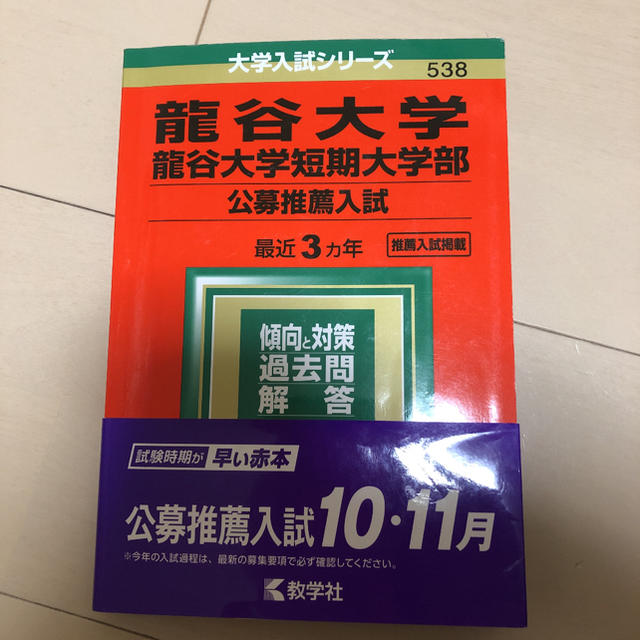 大学入試シリーズ
538
龍谷大学
龍谷大学短期大学部
公募推薦入試
最近3カ年
推薦入試掲載
傾向と対策
過去問
解答
試験時期が早い赤本
公募推薦入試10・11月
※今年の入試過程は、最新の募集要項で必ず確認してください。
教学社